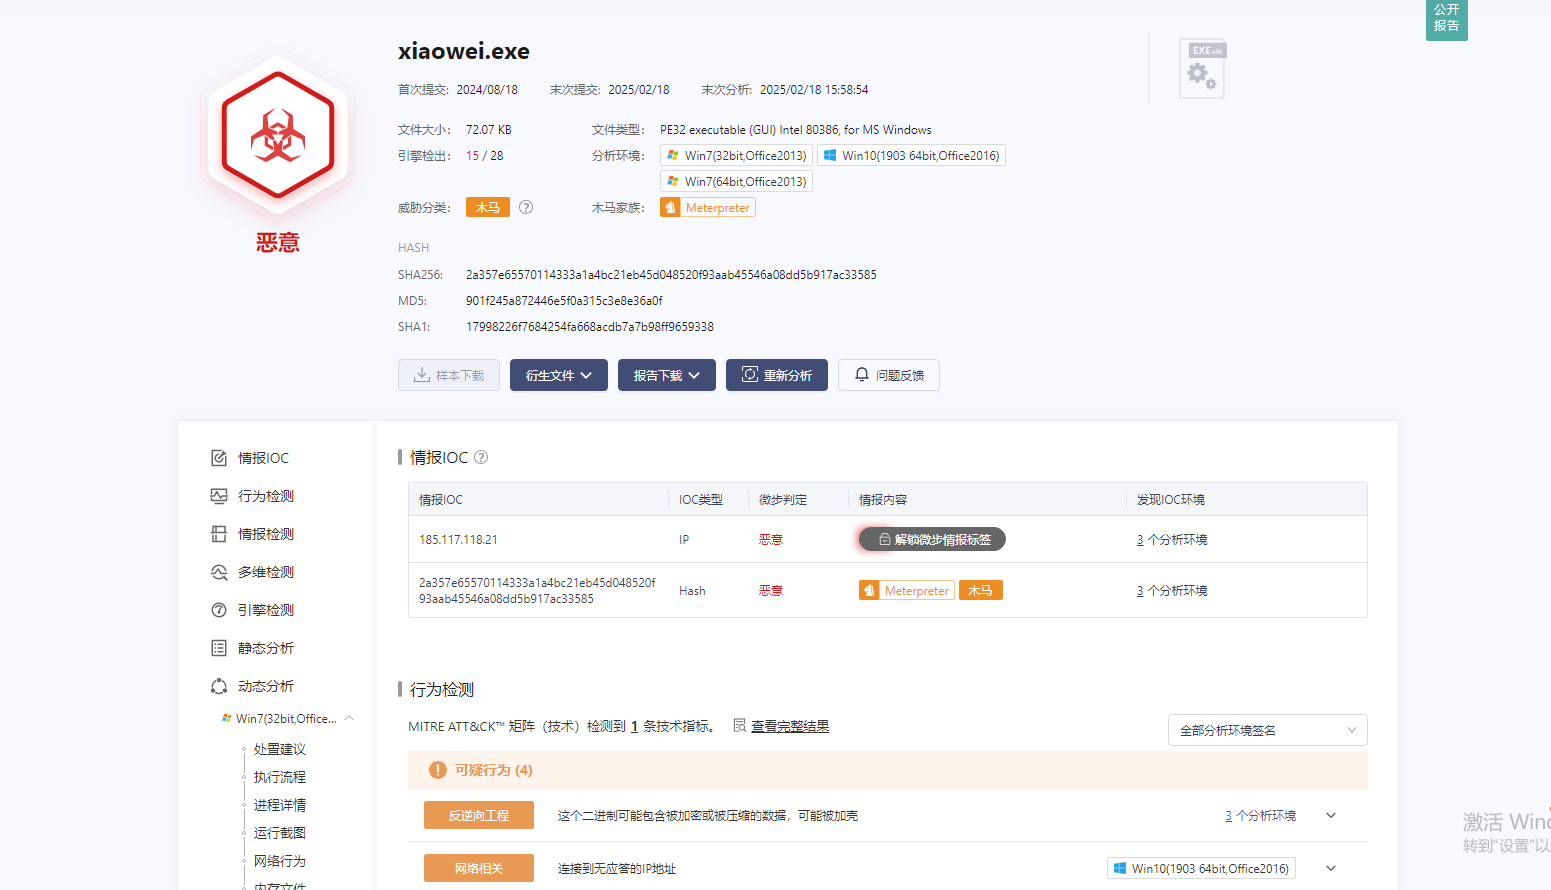 公开
报告
xiaowei.exe
EXE x86
首次提交: 2024/08/18 末次提交: 2025/02/18 末次分析: 2025/02/18 15:58:54
文件大小: 72.07 KB 文件类型: PE32 executable (GUI) Intel 80386, for MS Windows
引擎检出: 15 / 28 分析环境: Win7(32bit,Office2013) Win10(1903 64bit,Office2016)
Win7(64bit,Office2013)
威胁分类: 木马 ? 木马家族: Meterpreter
恶意
HASH
SHA256: 2a357e65570114333a1a4bc21eb45d048520f93aab45546a08dd5b917ac33585
MD5: 901f245a872446e5f0a315c3e8e36a0f
SHA1: 17998226f7684254fa668acdb7a7b98ff9659338
样本下载 衍生文件 报告下载 重新分析 问题反馈
情报IOC
行为检测
情报检测
多维检测
引擎检测
静态分析
动态分析
Win7(32bit,Office...
处置建议
执行流程
进程详情
运行截图
网络行为
内存文件
情报IOC ?
情报IOC IOC类型 微步判定 情报内容 发现IOC环境
185.117.118.21 IP 恶意 解锁微步情报标签 3 个分析环境
2a357e65570114333a1a4bc21eb45d048520f
93aab45546a08dd5b917ac33585 Hash 恶意 Meterpreter 木马 3 个分析环境
行为检测
MITRE ATT&CK™ 矩阵（技术）检测到 1 条技术指标。 查看完整结果 全部分析环境签名
可疑行为 (4)
反逆向工程 这个二进制可能包含被加密或被压缩的数据，可能被加壳 3 个分析环境
网络相关 连接到无应答的IP地址 Win10(1903 64bit,Office2016)
激活 Wind
转到"设置"以